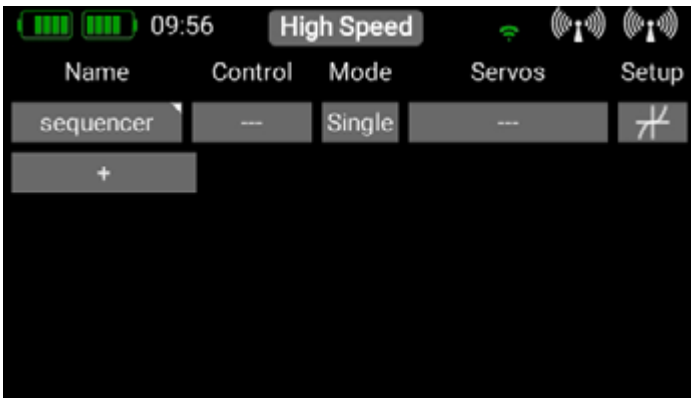 09:56 High Speed
Name Control Mode Servos Setup
sequencer --- Single ---
+